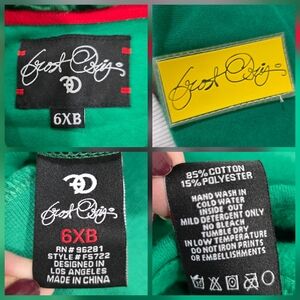 6XB
6XB
RN # 96281
STYLE # F5722
DESIGNED IN
LOS ANGELES
MADE IN CHINA
85% COTTON
15% POLYESTER
HAND WASH IN
COLD WATER
INSIDE OUT
MILD DETERGENT ONLY
NO BLEACH
TUMBLE DRY
IN LOW TEMPERATURE
DO NOT IRON PRINTS
OR EMBROIDERIES